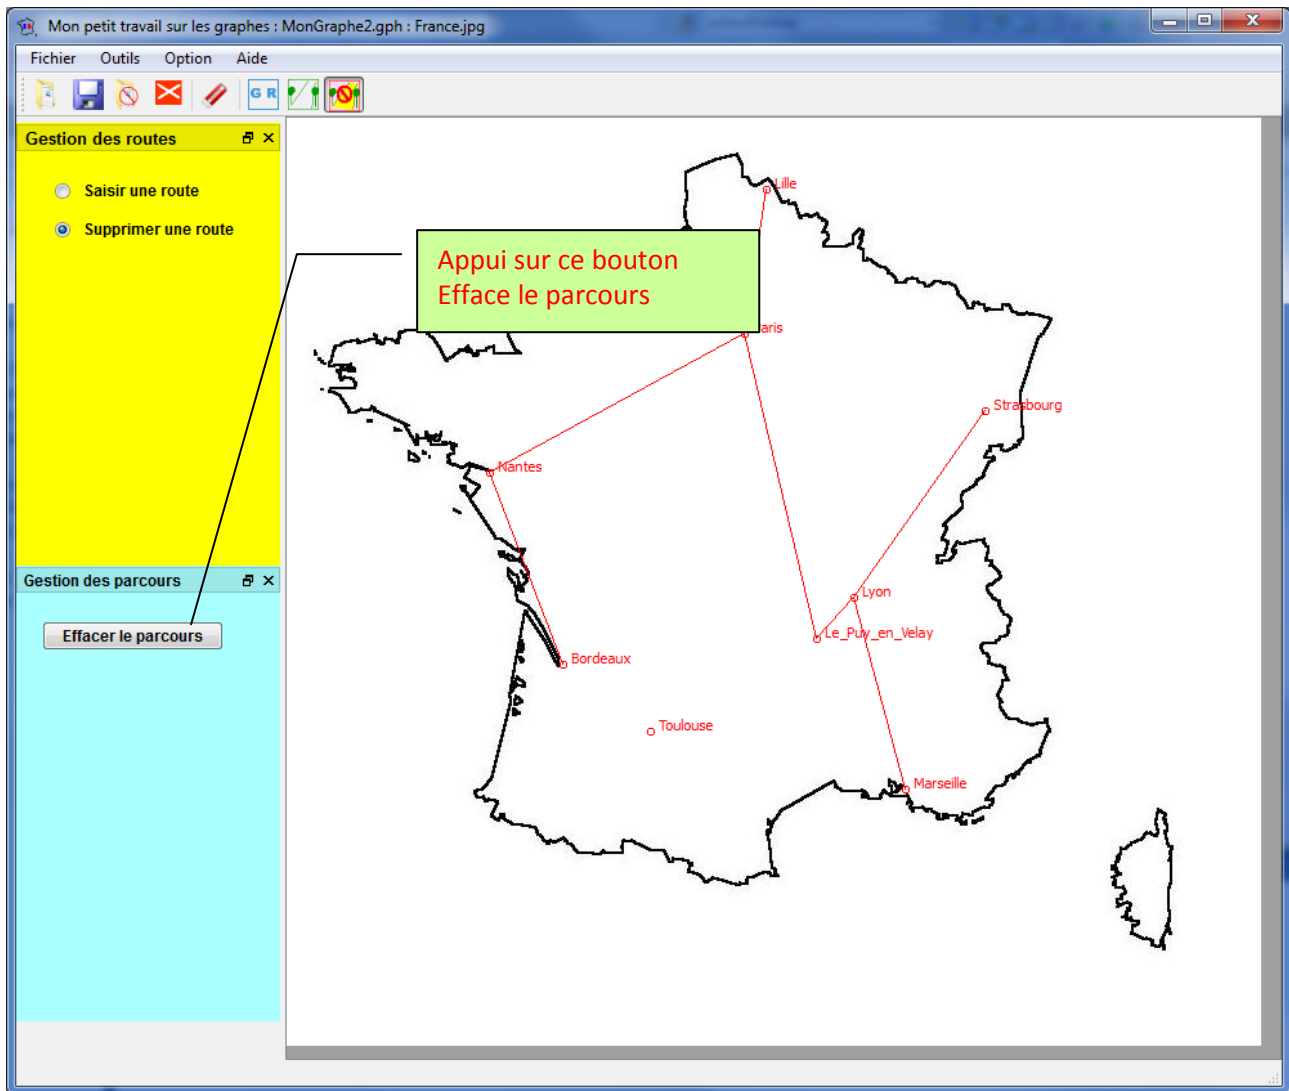 Mon petit travail sur les graphes : MonGraphe2.gph : France.jpg
Fichier Outils Option Aide
G R
Gestion des routes
Saisir une route
Supprimer une route
Appui sur ce bouton
Efface le parcours
Lille
aris
Strasbourg
Nantes
Gestion des parcours
Effacer le parcours
Lyon
Le_Puy_en_Velay
Bordeaux
Toulouse
Marseille